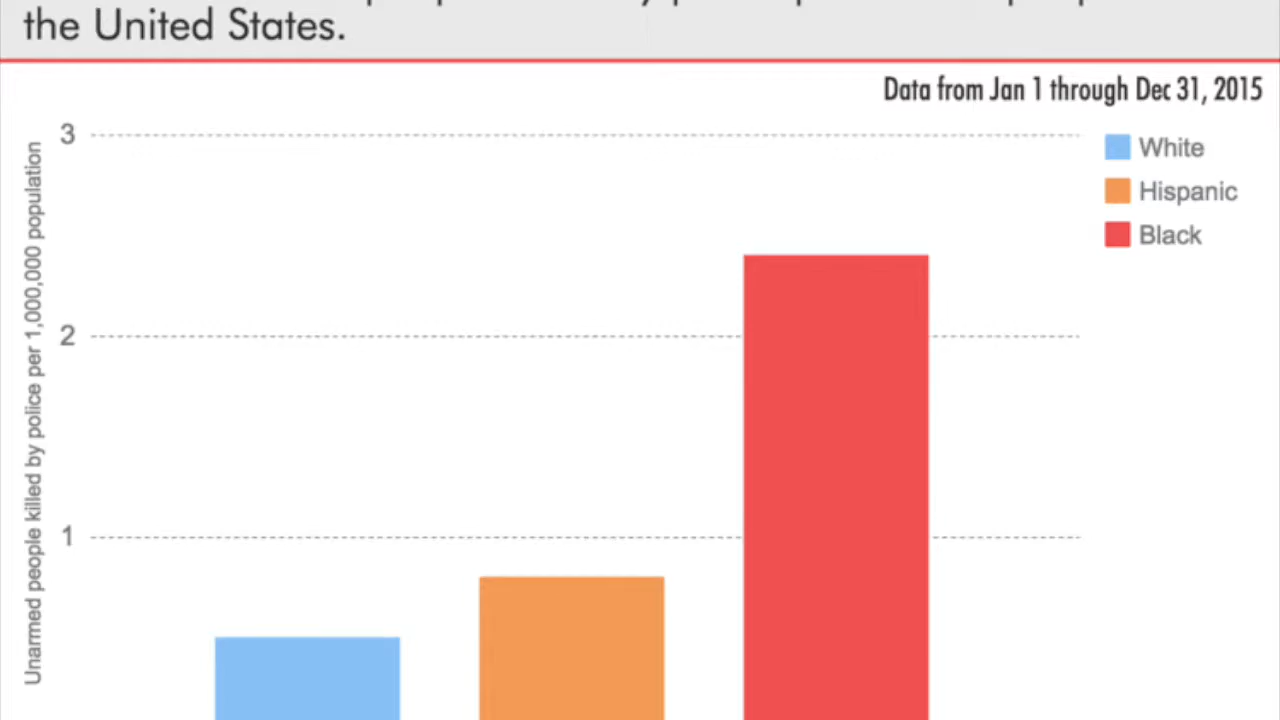 the United States.
Data from Jan 1 through Dec 31, 2015
3
White
Hispanic
Black
2
1
Unarmed people killed by police per 1,000,000 population